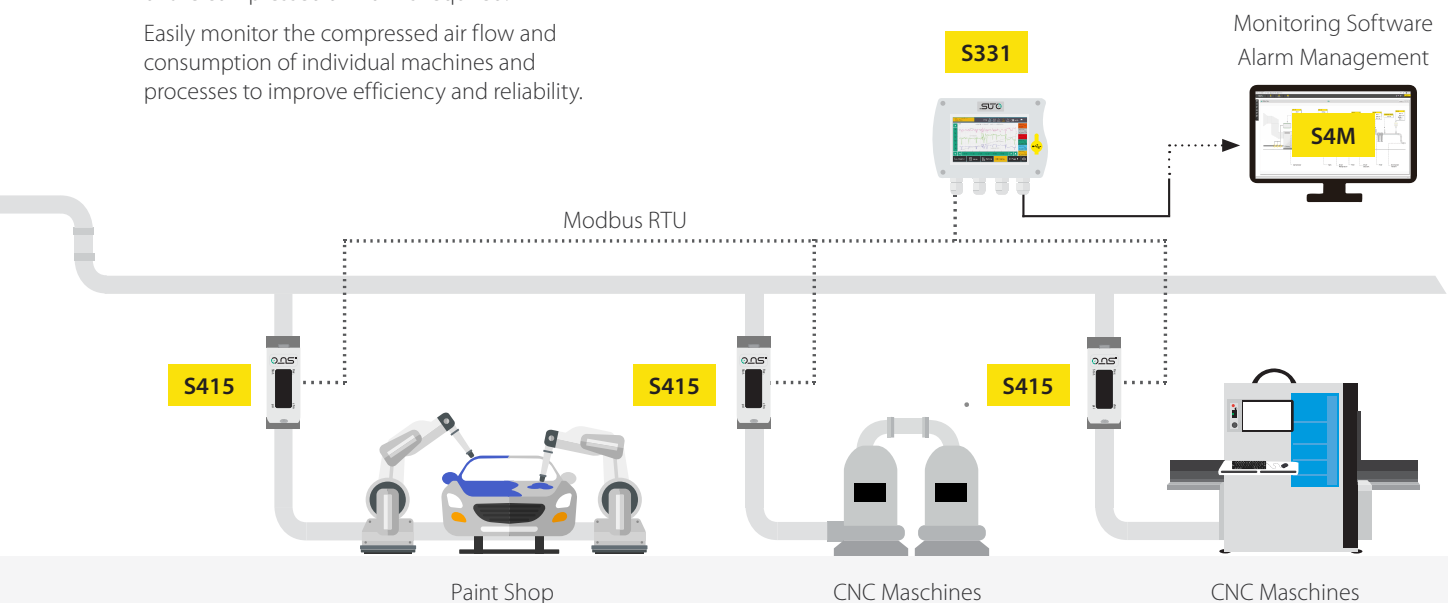 Easily monitor the compressed air flow and
consumption of individual machines and
processes to improve efficiency and reliability.
Monitoring Software
Alarm Management
S331
SUTO
S4M
Modbus RTU
S415
S415
S415
Paint Shop
CNC Maschines
CNC Maschines